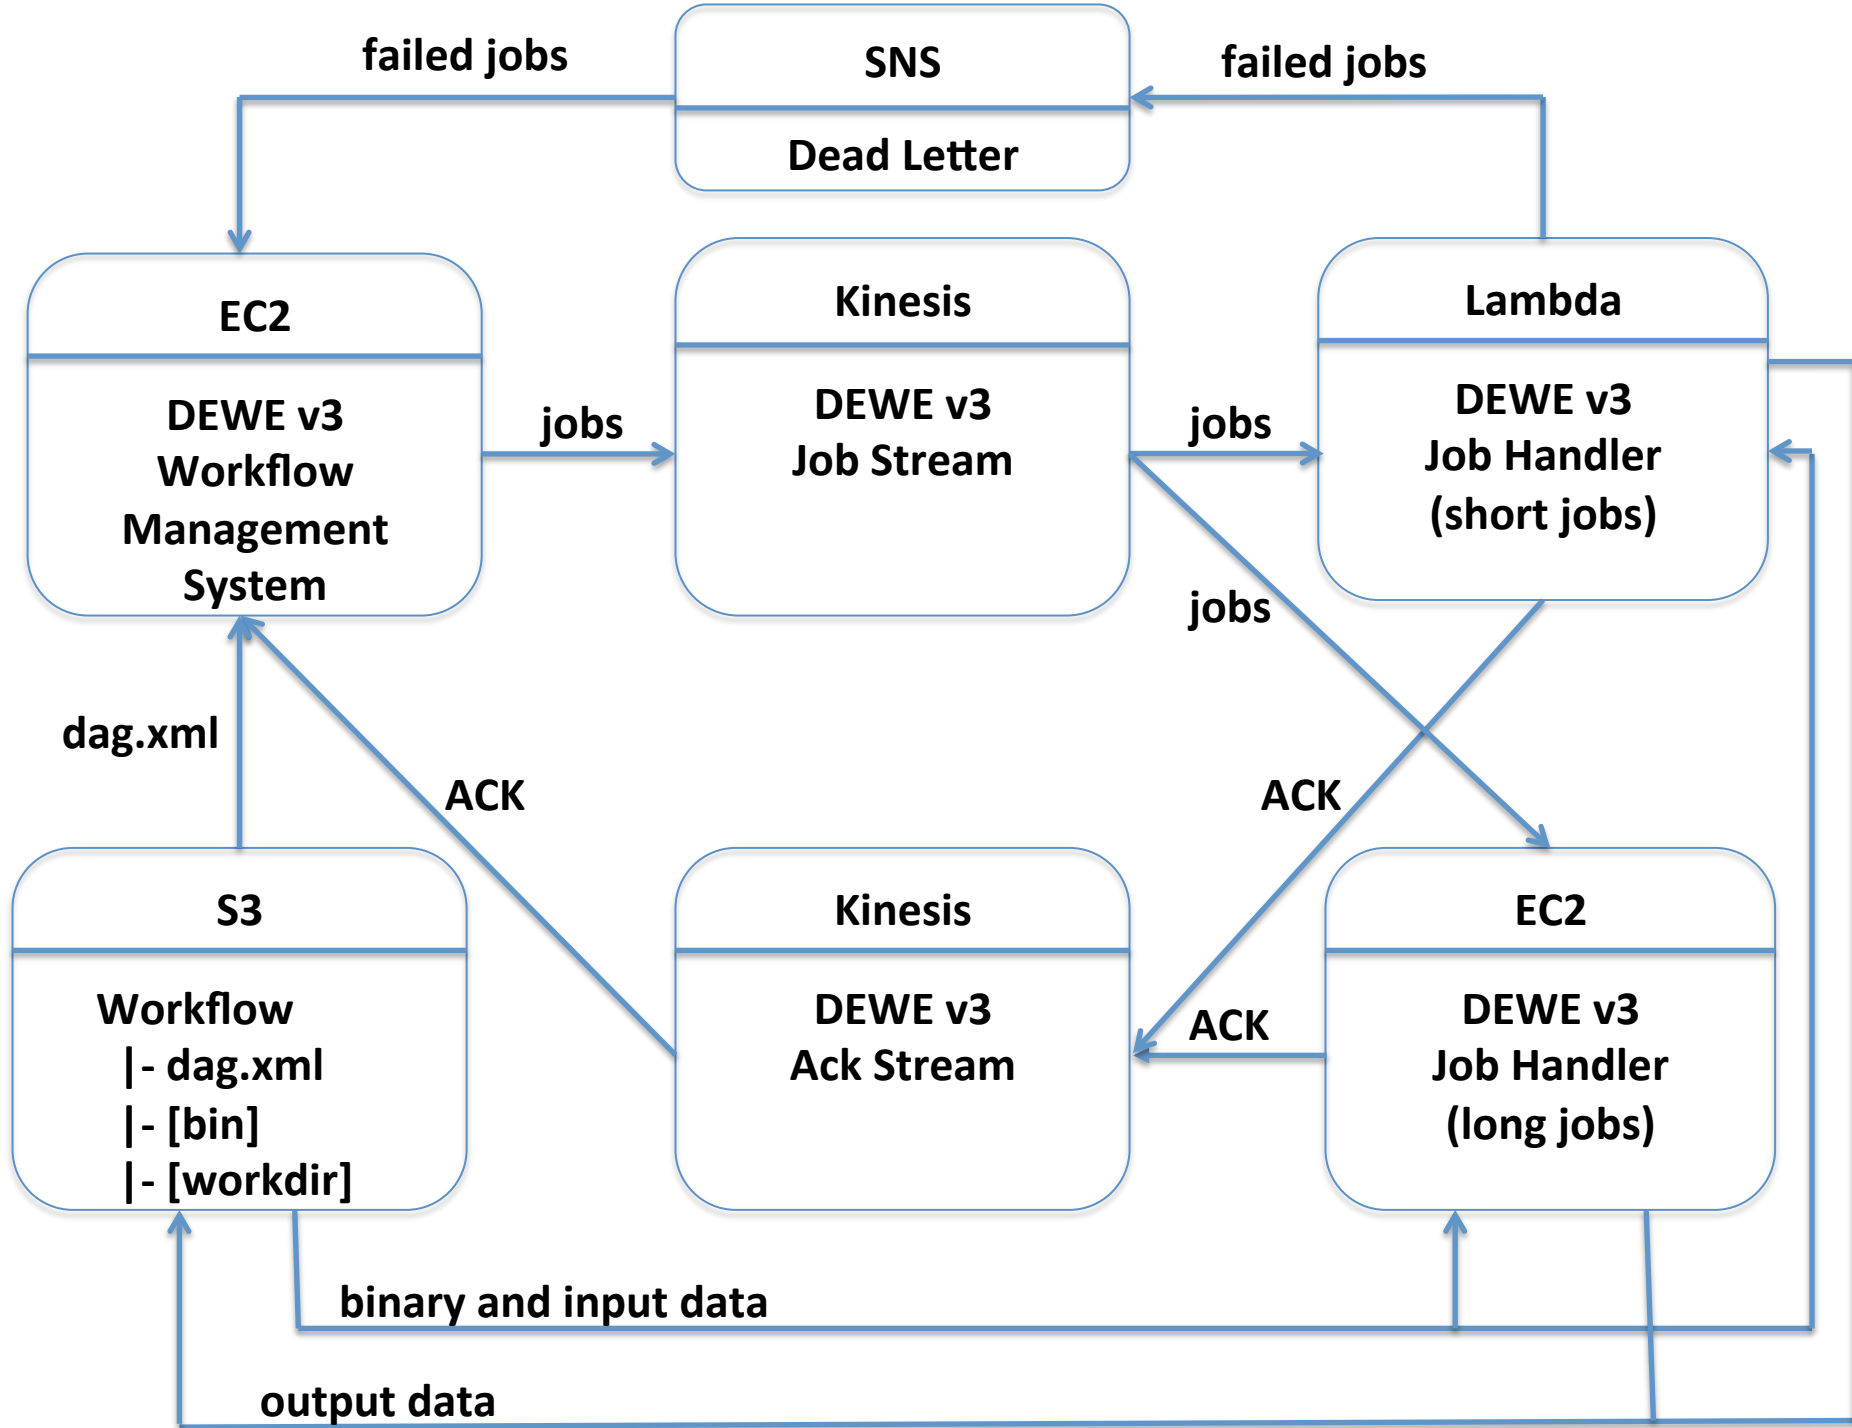 failed jobs
SNS
Dead Letter
failed jobs
EC2
DEWE v3
Workflow
Management
System
jobs
Kinesis
DEWE v3
Job Stream
jobs
jobs
Lambda
DEWE v3
Job Handler
(short jobs)
dag.xml
ACK
ACK
S3
Workflow
|- dag.xml
|- [bin]
|- [workdir]
Kinesis
DEWE v3
Ack Stream
ACK
EC2
DEWE v3
Job Handler
(long jobs)
binary and input data
output data